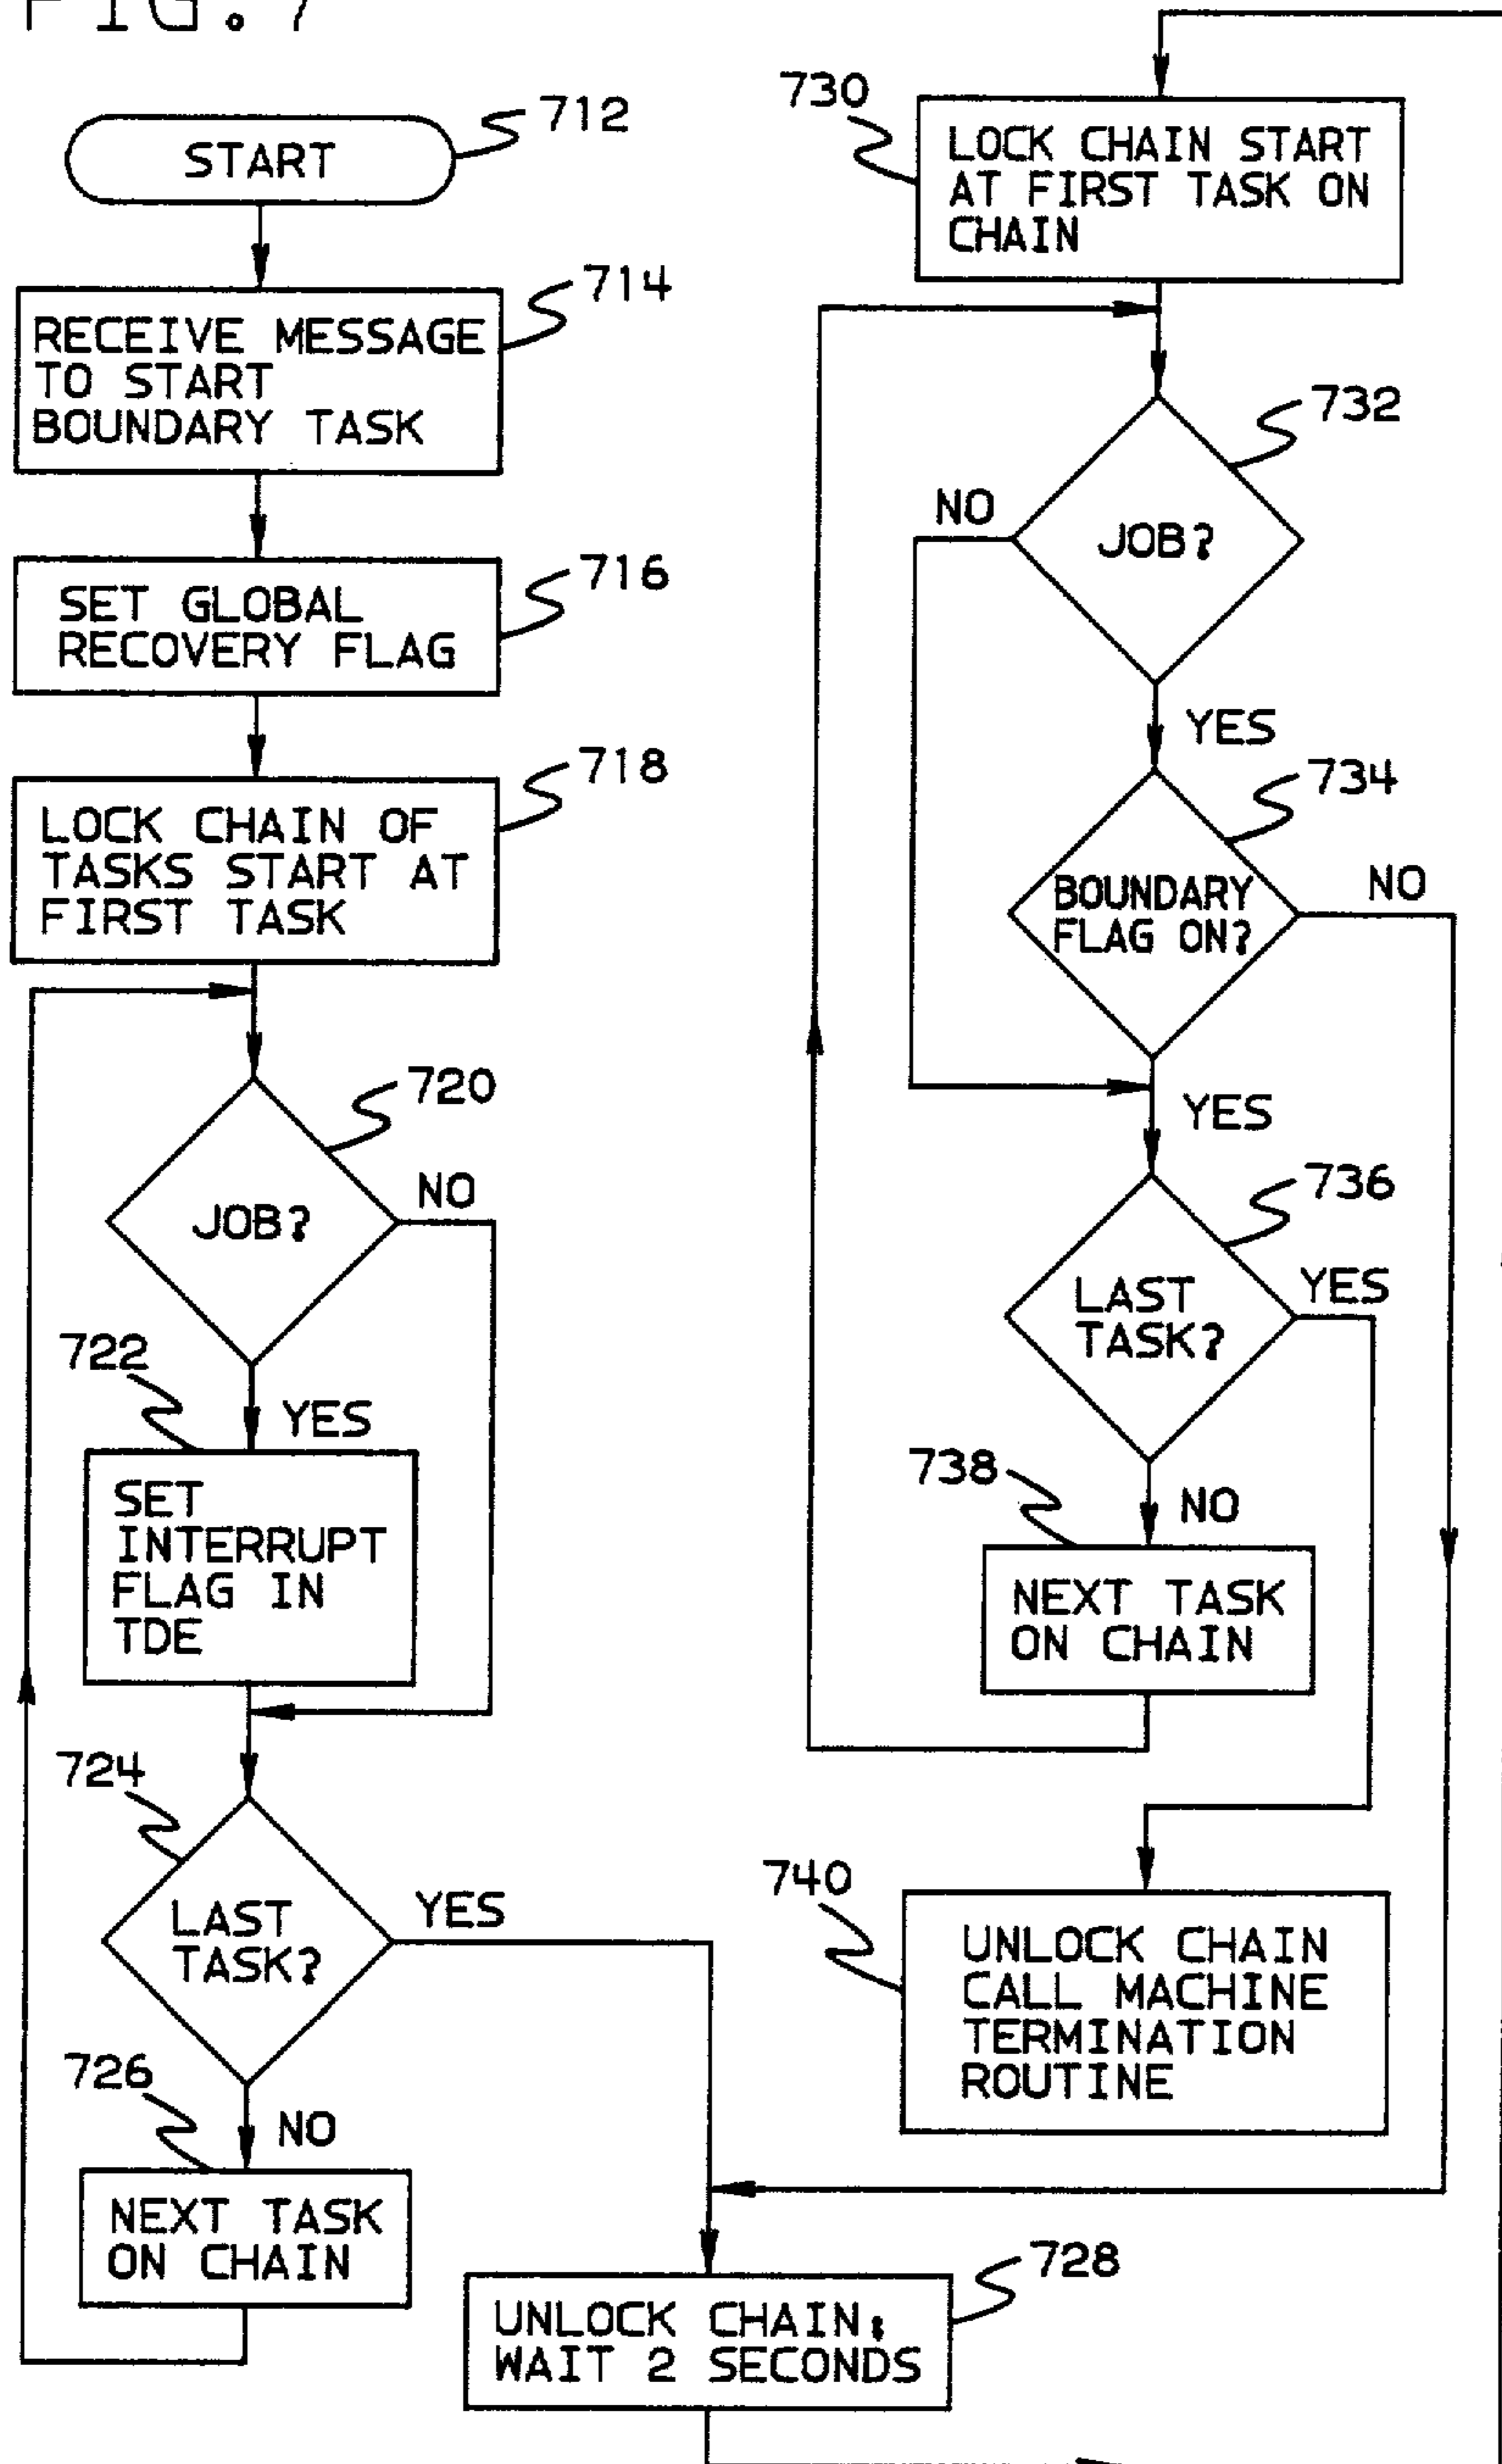 FIG. 7
START
712
RECEIVE MESSAGE
TO START
BOUNDARY TASK
714
SET GLOBAL
RECOVERY FLAG
716
LOCK CHAIN OF
TASKS START AT
FIRST TASK
718
JOB?
720
NO
YES
722
SET
INTERRUPT
FLAG IN
TDE
724
LAST
TASK?
YES
NO
726
NEXT TASK
ON CHAIN
UNLOCK CHAIN;
WAIT 2 SECONDS
728
730
LOCK CHAIN START
AT FIRST TASK ON
CHAIN
732
JOB?
NO
YES
734
BOUNDARY
FLAG ON?
NO
YES
736
LAST
TASK?
YES
NO
738
NEXT TASK
ON CHAIN
740
UNLOCK CHAIN
CALL MACHINE
TERMINATION
ROUTINE